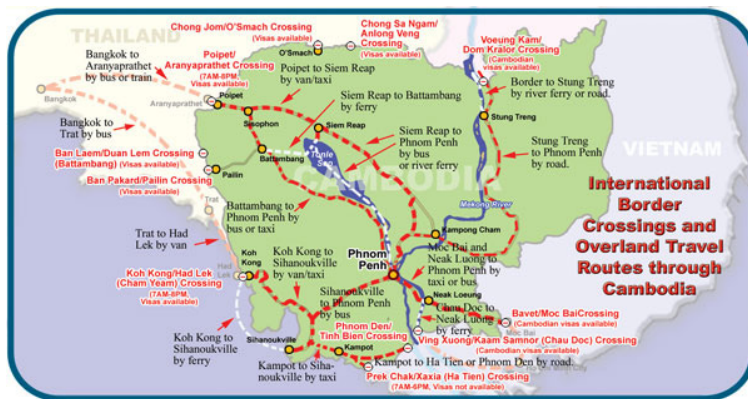 THAILAND
Chong Jom/O'Smach Crossing
(Visas available)
Chong Sa Ngam/
Anlong Veng
Crossing
(Visas available)
Voeung Kam/
Dom Kralor Crossing
(Cambodian
visas available)
Bangkok to
Aranyaprathet by
by bus or train
Poipet/
Aranyaprathet Crossing
(7AM-8PM,
Visas available)
O'Smach
Poipet to Siem Reap
by van/taxi
Border to Stung Treng
by river ferry or road.
Bangkok
Aranyaprathet
Poipet
Siem Reap to Battambang
by ferry
Stung Treng
Bangkok to
Trat by bus
Sisophon
Siem Reap
Siem Reap to
Phnom Penh
by bus
or river ferry
Stung Treng
to Phnom Penh
by road.
VIETNAM
Ban Laem/Duan Lem Crossing
(Battambang) (Visas available)
Battambang
Tonle
Sap
Pailin
Ban Pakard/Pailin Crossing
(Visas available)
CAMBODIA
International
Border
Crossings and
Overland Travel
Routes through
Cambodia
Trat
Battambang to
Phnom Penh by
bus or taxi
Mekong River
Trat to Had
Lek by van
Kampong Cham
Koh
Kong
Koh Kong to
Sihanoukville
by van/taxi
Phnom
Penh
Moc Bai and
Neak Luong to
Phnom Penh by
taxi or bus
Had
Lek
Koh Kong/Had Lek
(Cham Yeam) Crossing
(7AM-8PM,
Visas available)
Sihanoukville
to Phnom Penh
by bus
Neak Loeung
Chau Doc to
Neak Luong
by ferry
Bavet/Moc BaiCrossing
(Cambodian visas available)
Moc Bai
Koh Kong to
Sihanoukville
by ferry
Sihanoukville
Phnom Den/
Tinh Bien Crossing
Ving Xuong/Kaam Samnor (Chau Doc) Crossing
(Cambodian visas available)
Kampot
Kampot to Siha-
noukville by taxi
Kampot to Ha Tien or Phnom Den by road.
Prek Chak/Xaxia (Ha Tien) Crossing
(7AM-6PM, Visas not available)